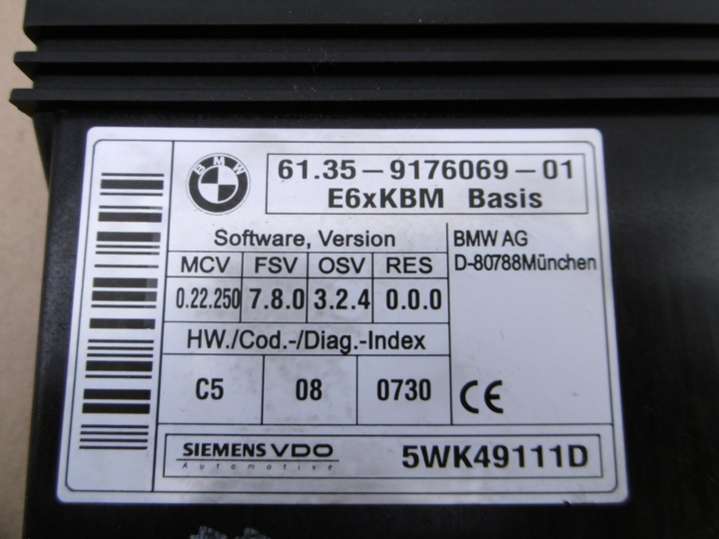 BMW
61.35-9176069-01
E6xKBM Basis
Software, Version
MCV FSV OSV RES
0.22.250 7.8.0 3.2.4 0.0.0
HW./Cod.-/Diag.-Index
C5 08 0730
BMW AG
D-80788München
CE
SIEMENS VDO
Automotive
5WK49111D